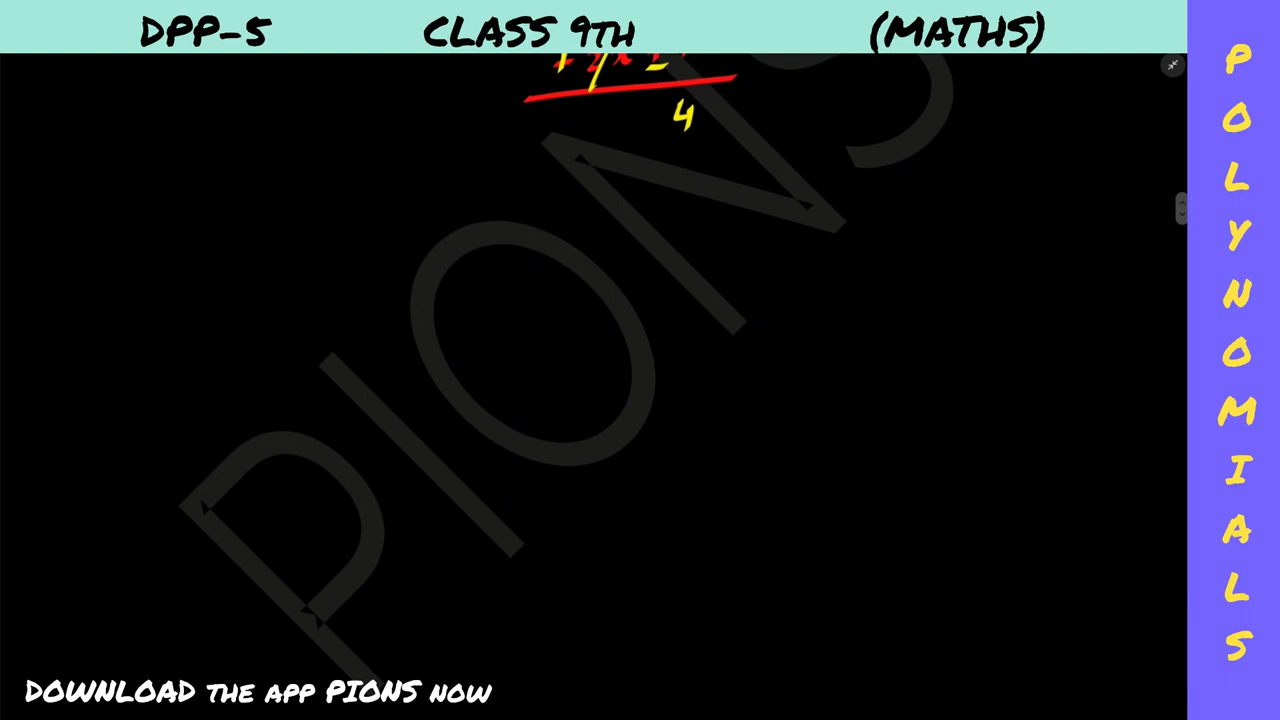 DPP-5 CLASS 9TH (MATHS)
4
PIONS
DOWNLOAD THE APP PIONS NOW
POLYNOMIALS